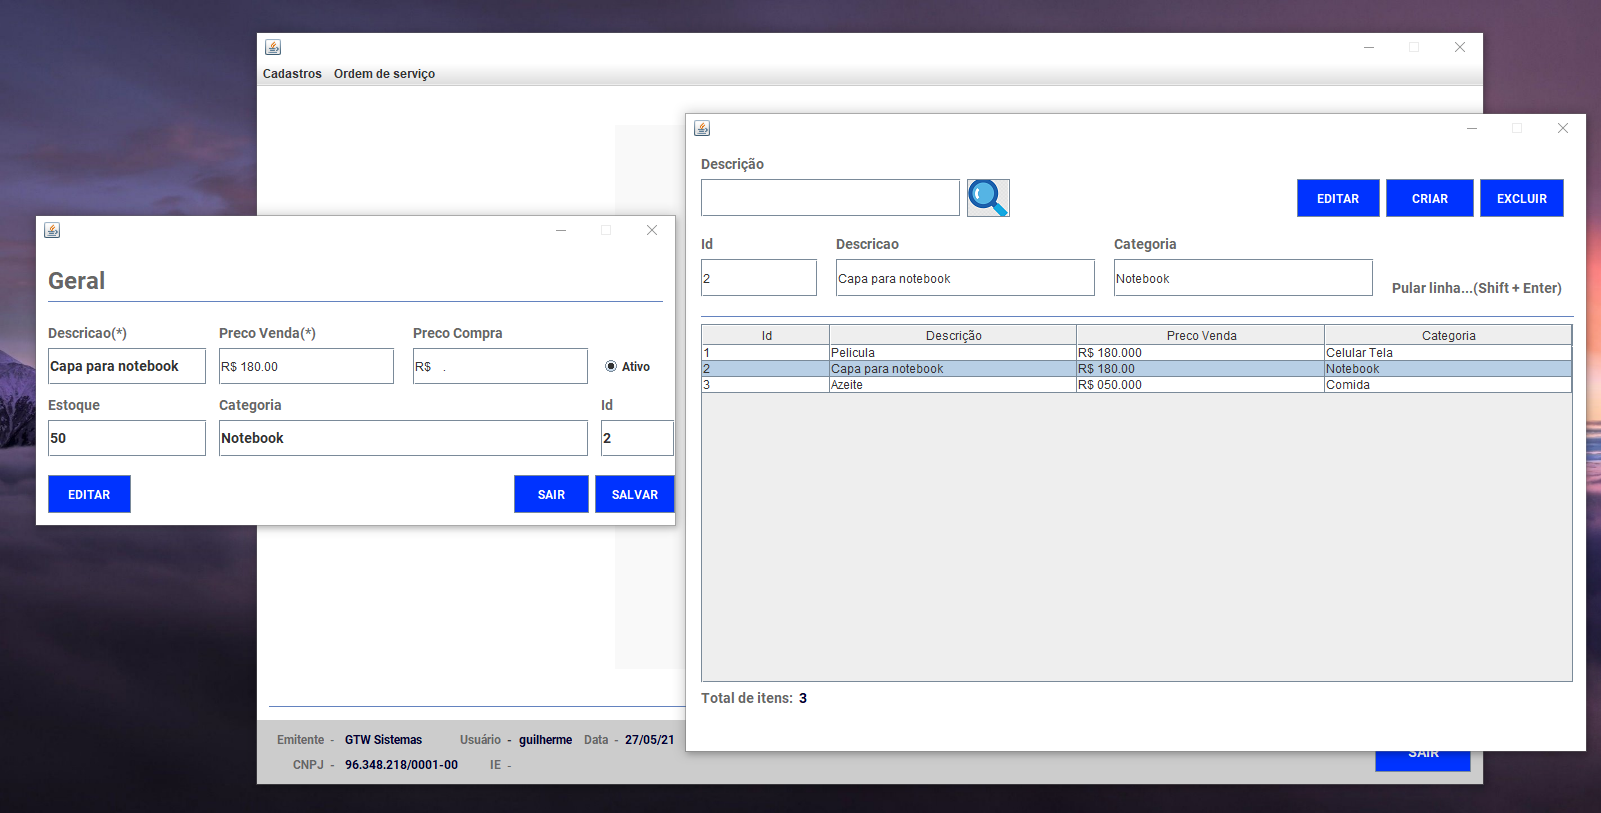 Cadastros Ordem de serviço
Geral
Descricao(*) Preco Venda(*) Preco Compra
Capa para notebook R$ 180.00 R$ . Ativo
Estoque Categoria Id
50 Notebook 2
EDITAR SAIR SALVAR
Descrição
EDITAR CRIAR EXCLUIR
Id Descricao Categoria
2 Capa para notebook Notebook Pular linha...(Shift + Enter)
Id Descrição Preco Venda Categoria
1 Pelicula R$ 180.000 Celular Tela
2 Capa para notebook R$ 180.00 Notebook
3 Azeite R$ 050.000 Comida
Total de itens: 3
Emitente - GTW Sistemas Usuário - guilherme Data - 27/05/21
CNPJ - 96.348.218/0001-00 IE -
SAIR